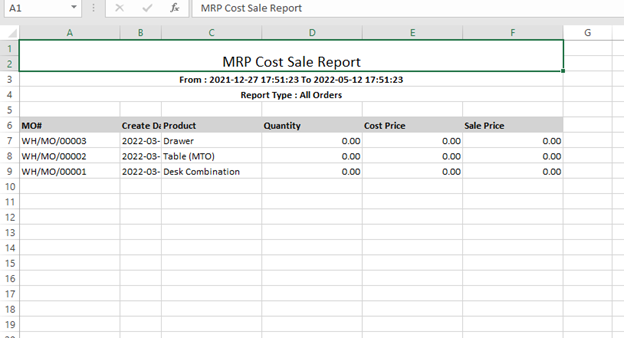 A1 fx MRP Cost Sale Report
A B C D E F G
1
2 MRP Cost Sale Report
3 From : 2021-12-27 17:51:23 To 2022-05-12 17:51:23
4 Report Type : All Orders
5
6 MO# Create Da Product Quantity Cost Price Sale Price
7 WH/MO/00003 2022-03- Drawer 0.00 0.00 0.00
8 WH/MO/00002 2022-03- Table (MTO) 0.00 0.00 0.00
9 WH/MO/00001 2022-03- Desk Combination 0.00 0.00 0.00
10
11
12
13
14
15
16
17
18
19